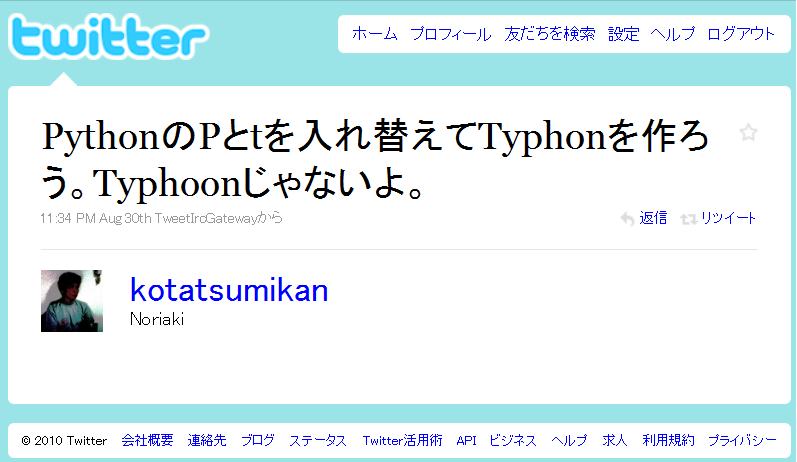 twitter
ホーム プロフィール 友だちを検索 設定 ヘルプ ログアウト
PythonのPとtを入れ替えてTyphonを作ろ
う。Typhoonじゃないよ。
11:34 PM Aug 30th TweetIrcGatewayから
返信 リツイート
kotatsumikan
Noriaki
© 2010 Twitter 会社概要 連絡先 ブログ ステータス Twitter活用術 API ビジネス ヘルプ 求人 利用規約 プライバシー